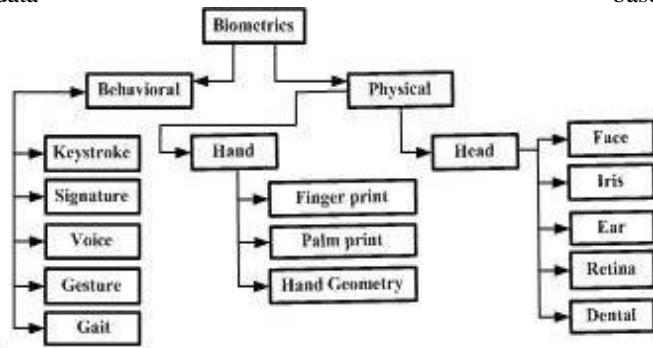 data
Biometrics
Behavioral
Physical
Keystroke
Signature
Voice
Gesture
Gait
Hand
Finger print
Palm print
Hand Geometry
Head
Face
Iris
Ear
Retina
Dental